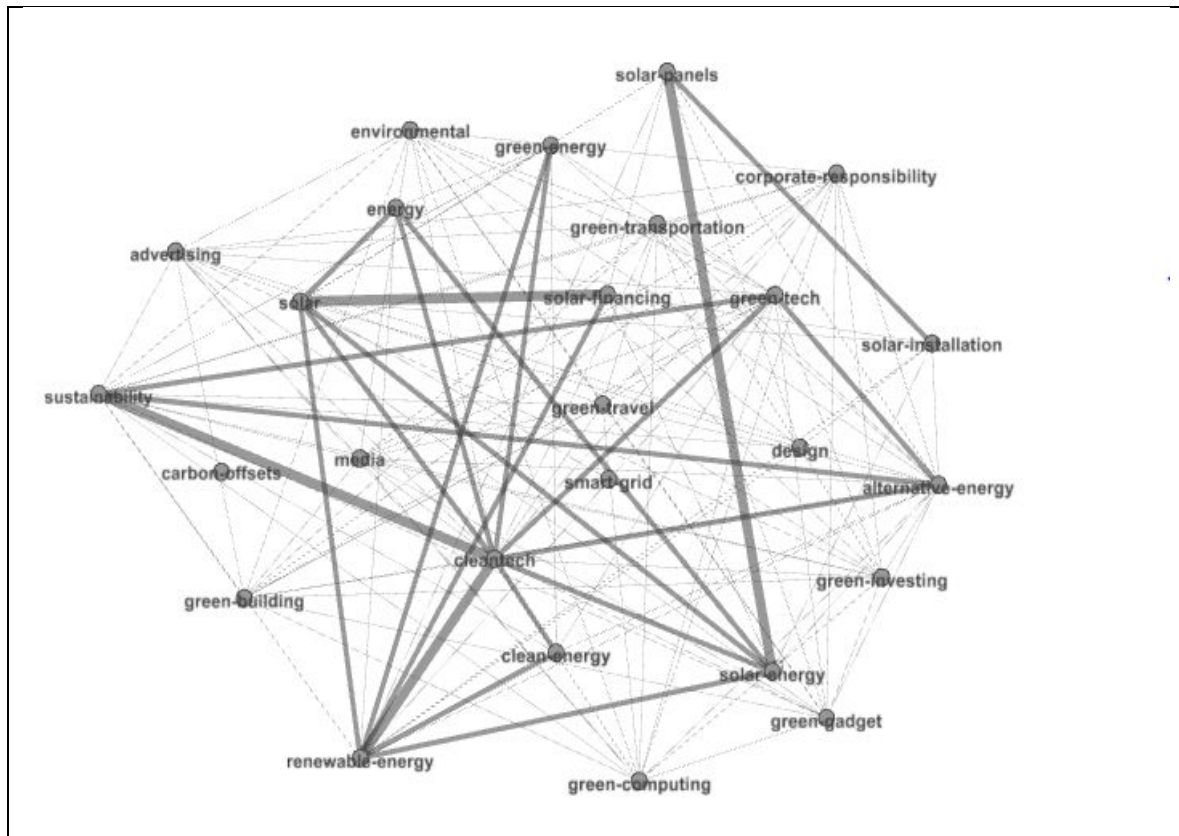 solar-panels
environmental
green-energy
corporate-responsibility
energy
green-transportation
advertising
solar
solar-financing
green-tech
solar-installation
sustainability
green-travel
design
media
carbon-offsets
smart-grid
alternative-energy
cleantech
green-investing
green-building
clean-energy
solar-energy
green-gadget
renewable-energy
green-computing